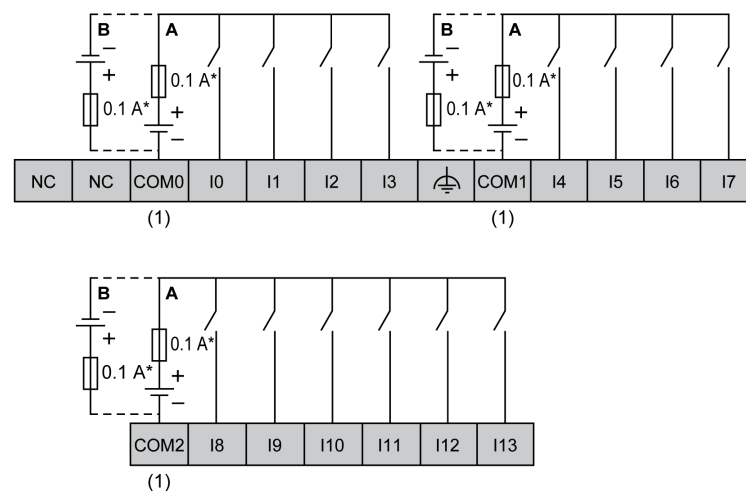 B A B A
− −
+ 0.1 A* + 0.1 A*
0.1 A* + 0.1 A* +
− −
NC NC COM0 I0 I1 I2 I3 COM1 I4 I5 I6 I7
(1) (1)
B A
−
+ 0.1 A*
0.1 A* +
−
COM2 I8 I9 I10 I11 I12 I13
(1)